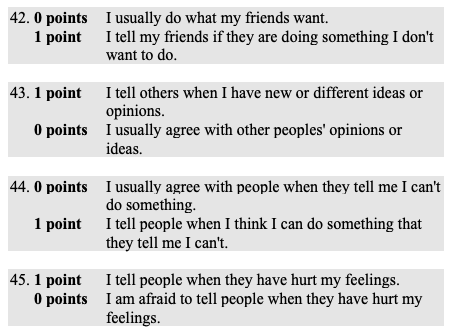 42. 0 points I usually do what my friends want.
1 point I tell my friends if they are doing something I don't
want to do.
43. 1 point I tell others when I have new or different ideas or
opinions.
0 points I usually agree with other peoples' opinions or
ideas.
44. 0 points I usually agree with people when they tell me I can't
do something.
1 point I tell people when I think I can do something that
they tell me I can't.
45. 1 point I tell people when they have hurt my feelings.
0 points I am afraid to tell people when they have hurt my
feelings.